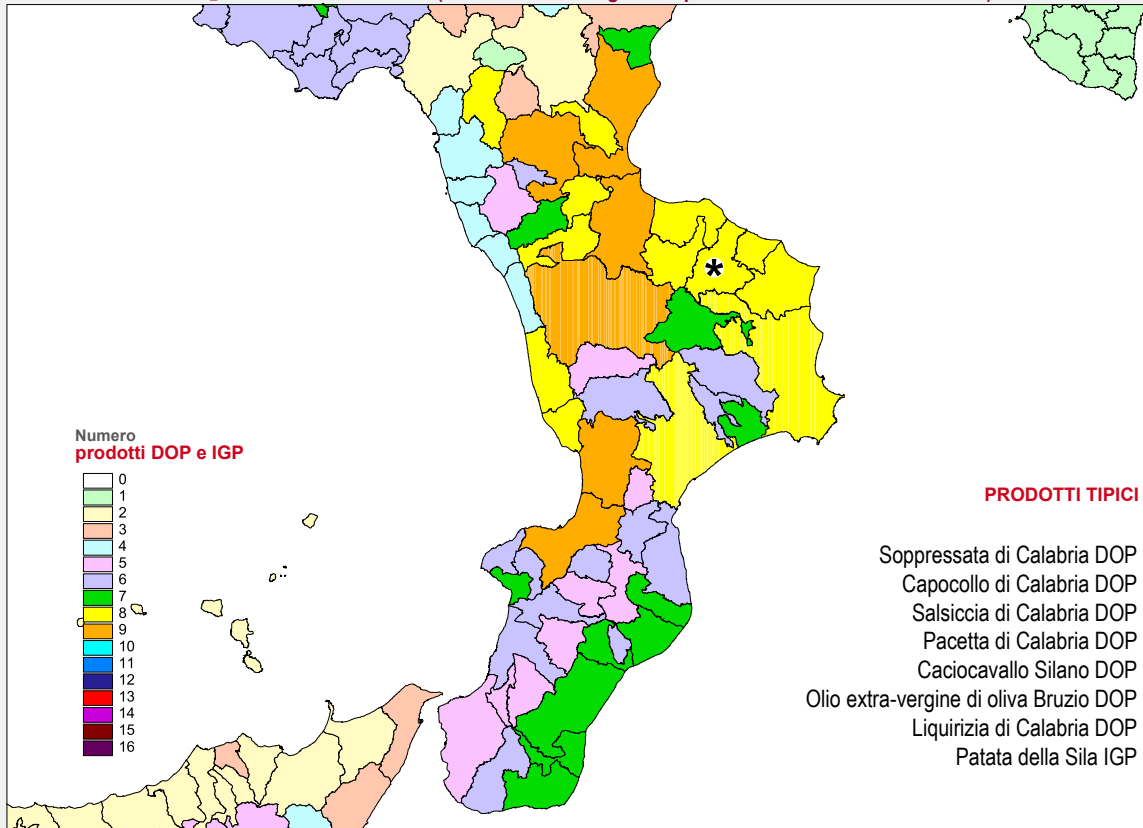 Numero
prodotti DOP e IGP
0
1
2
3
4
5
6
7
8
9
10
11
12
13
14
15
16
*
PRODOTTI TIPICI
Soppressata di Calabria DOP
Capocollo di Calabria DOP
Salsiccia di Calabria DOP
Pacetta di Calabria DOP
Caciocavallo Silano DOP
Olio extra-vergine di oliva Bruzio DOP
Liquirizia di Calabria DOP
Patata della Sila IGP